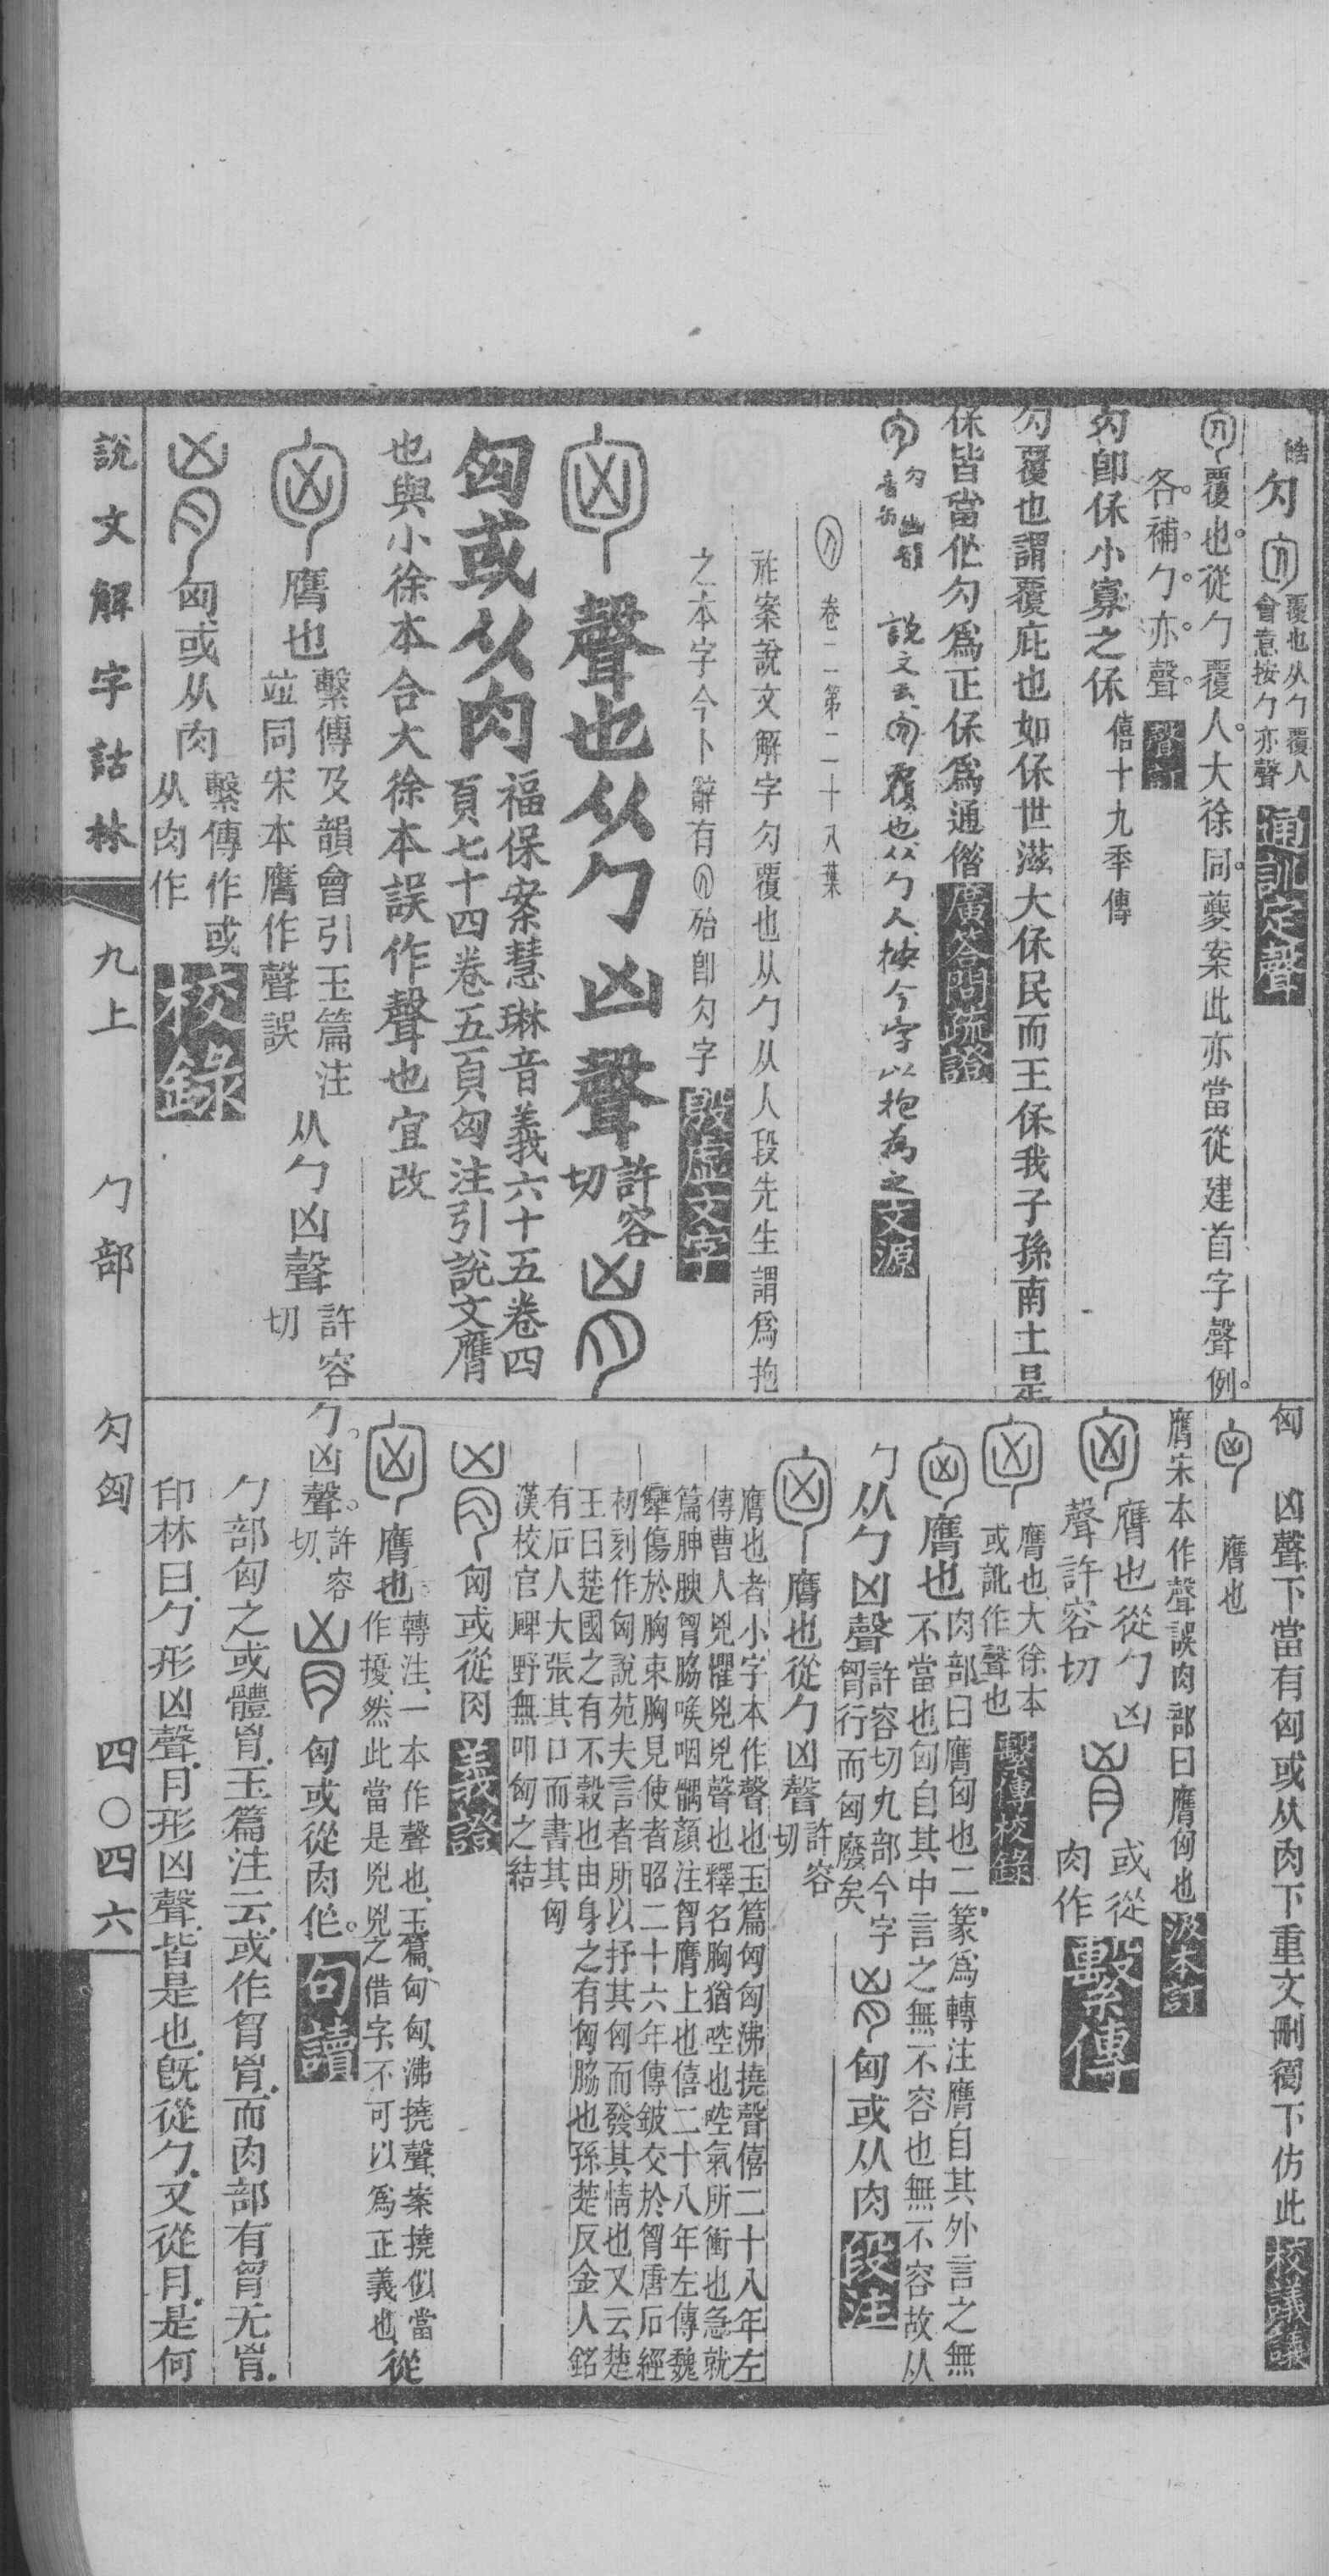 皓
勽
覆也从勹覆人
會意按勹亦聲
通訓定聲
覆也。從勹覆人。大徐同。夔案此亦當從建首字聲例。
各補。勹。亦聲。
聲訂
勽卽保小寡之保
僖十九秊傳
勽覆也謂覆庇也如保世滋大保民而王保我子孫南土是
保皆當作勽爲正保爲通借
廣答問疏證
說文云
覆也从勹人按今字以抱爲之
文源
卷二第二十八葉
祚案說文解字勽覆也从勹从人段先生謂爲抱
之本字今卜辭有
殆卽勽字
殷虛文字
聲也从勹凶聲
許容
切
匈或从肉
福保案慧琳音義六十五卷四
頁七十四卷五頁匈注引說文膺
也與小徐本合大徐本誤作聲也宜改
膺也
繫傳及韻會引玉篇注
竝同宋本膺作聲誤
从勹凶聲
許容
切
匈或从肉
繫傳作或
从肉作
校錄
匈
凶聲下當有匈或从肉下重文刪衟下仿此
校議議
膺也
膺宋本作聲誤肉部曰膺匈也
汲本訂
膺也從勹凶
聲許容切
或從
肉作
繫傳
膺也大徐本
或訛作聲也
繫傳校錄
膺也
肉部曰膺匈也二篆爲轉注膺自其外言之無
不當也匈自其中言之無不容也無不容故从
勹
从勹凶聲
許容切九部今字
胷行而匈廢矣
匈或从肉
段注
膺也從勹凶聲
許容
切
膺也者小字本作聲也玉篇匈匈沸撓聲僖二十八年左
傳曹人兇懼兇兇聲也釋名胸猶啌也啌氣所衝也急就
篇胂腴胷脇喉咽髃顏注胷膺上也僖二十八年左傳魏
犨傷於胸束胸見使者昭二十六年傳鈹交於胷唐石經
初刻作匈說苑夫言者所以抒其匈而發其情也又云楚
王曰楚國之有不穀也由身之有匈脇也孫楚反金人銘
有石人大張其口而書其匈
漢校官碑野無叩匈之結
匈或從肉
義證
膺也
轉注、一本作聲也、玉篇、匈匈、沸撓聲、案撓似當
作擾、然此當是兇兇之借字、不可以爲正義也、
從
勹。凶聲。
許容
切、
匈或從肉作。
句讀
勹部匈之或體胷、玉篇注云、或作胷胷、而肉部有胷无胷、
印林曰、勹形凶聲、月形凶聲、皆是也、旣從勹、又從月、是何
說文解字詁林
九上
勹部
勽匈
四〇四六